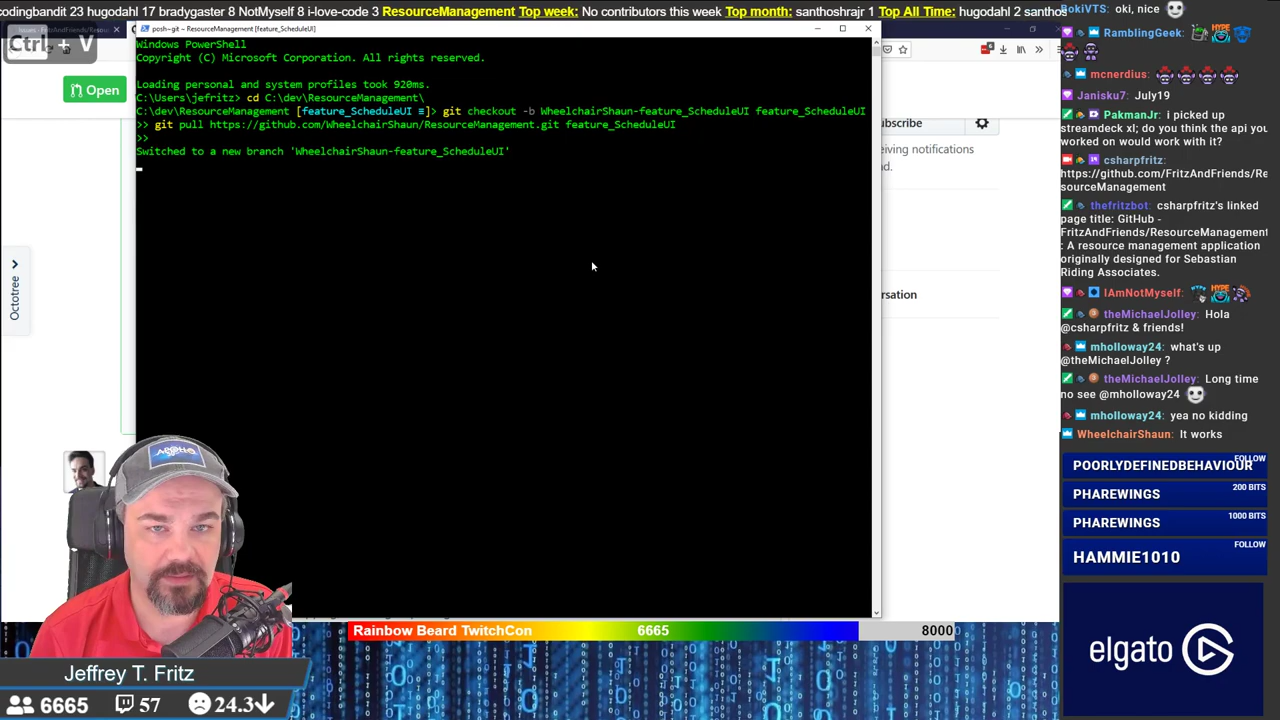 codingbandit 23 hugodahl 17 bradygaster 8 NotMyself 8 i-love-code 3 ResourceManagement Top week: No contributors this week Top month: santhoshrajr 1 Top All Time: hugodahl 2
Ctrl + V
Open
Octotree
posh~git ~ ResourceManagement [feature_ScheduleUI]
Windows PowerShell
Copyright (C) Microsoft Corporation. All rights reserved.
Loading personal and system profiles took 920ms.
C:\Users\jefritz> cd C:\dev\ResourceManagement\
C:\dev\ResourceManagement [feature_ScheduleUI ≡]> git checkout -b WheelchairShaun-feature_ScheduleUI feature_ScheduleUI
>> git pull https://github.com/WheelchairShaun/ResourceManagement.git feature_ScheduleUI
>>
Switched to a new branch 'WheelchairShaun-feature_ScheduleUI'
ubscribe
eiving notifications
d.
ersation
RokiVTS: oki, nice
RamblingGeek:
mcnerdius:
Janisku7: July19
PakmanJr: i picked up
streamdeck xl; do you think the api you
worked on would work with it?
csharpfritz:
https://github.com/FritzAndFriends/Re
sourceManagement
thefritzbot: csharpfritz's linked
page title: GitHub -
FritzAndFriends/ResourceManagement
: A resource management application
originally designed for Sebastian
Riding Associates.
IAmNotMyself:
theMichaelJolley: Hola
@csharpfritz & friends!
mholloway24: what's up
@theMichaelJolley ?
theMichaelJolley: Long time
no see @mholloway24
mholloway24: yea no kidding
WheelchairShaun: It works
FOLLOW
POORLYDEFINEDBEHAVIOUR
200 BITS
PHAREWINGS
1000 BITS
PHAREWINGS
FOLLOW
HAMMIE1010
elgato
Rainbow Beard TwitchCon 6665 8000
Jeffrey T. Fritz
6665 57 24.3